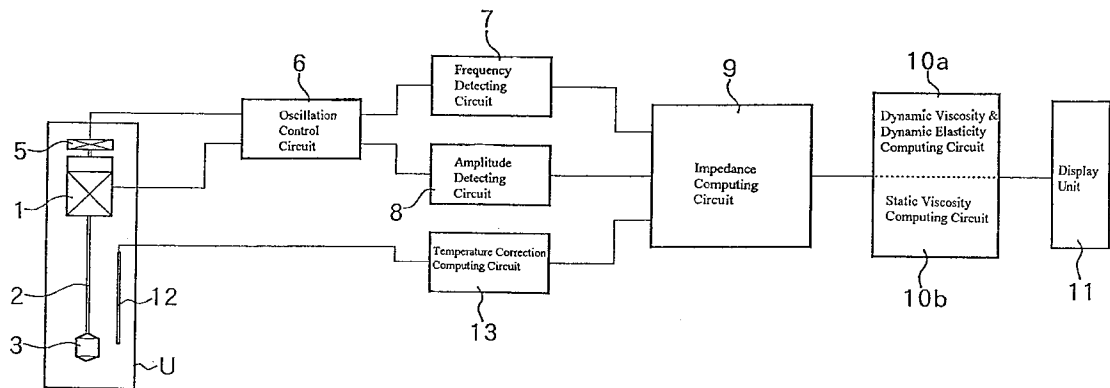 7
6
Frequency
Detecting
Circuit
9
10a
Oscillation
Control
Circuit
5
Dynamic Viscosity &
Dynamic Elasticity
Computing Circuit
Amplitude
Detecting
Circuit
Impedance
Computing
Circuit
Display
Unit
1
8
Static Viscosity
Computing Circuit
Temperature Correction
Computing Circuit
2
12
10b
11
13
3
U